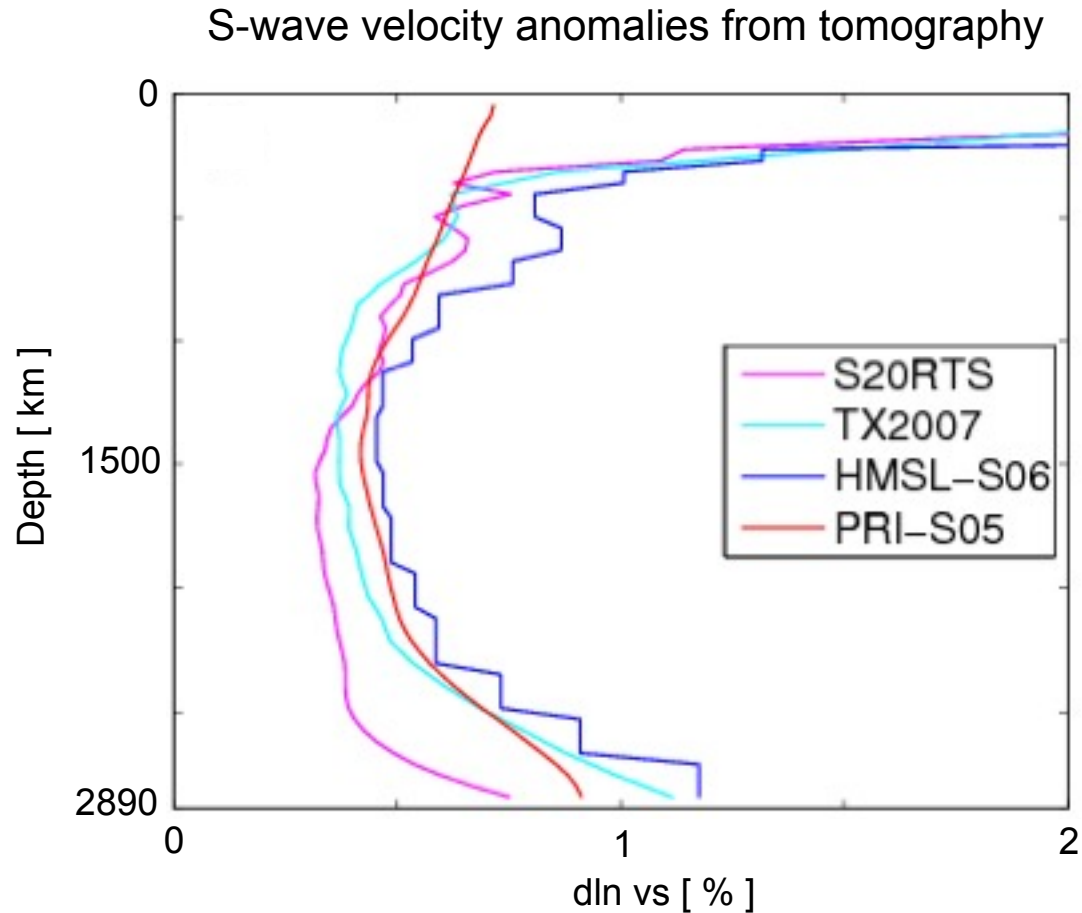 S-wave velocity anomalies from tomography
0
Depth [ km ]
1500
2890
S20RTS
TX2007
HMSL–S06
PRI–S05
0 1 2
dln vs [ % ]